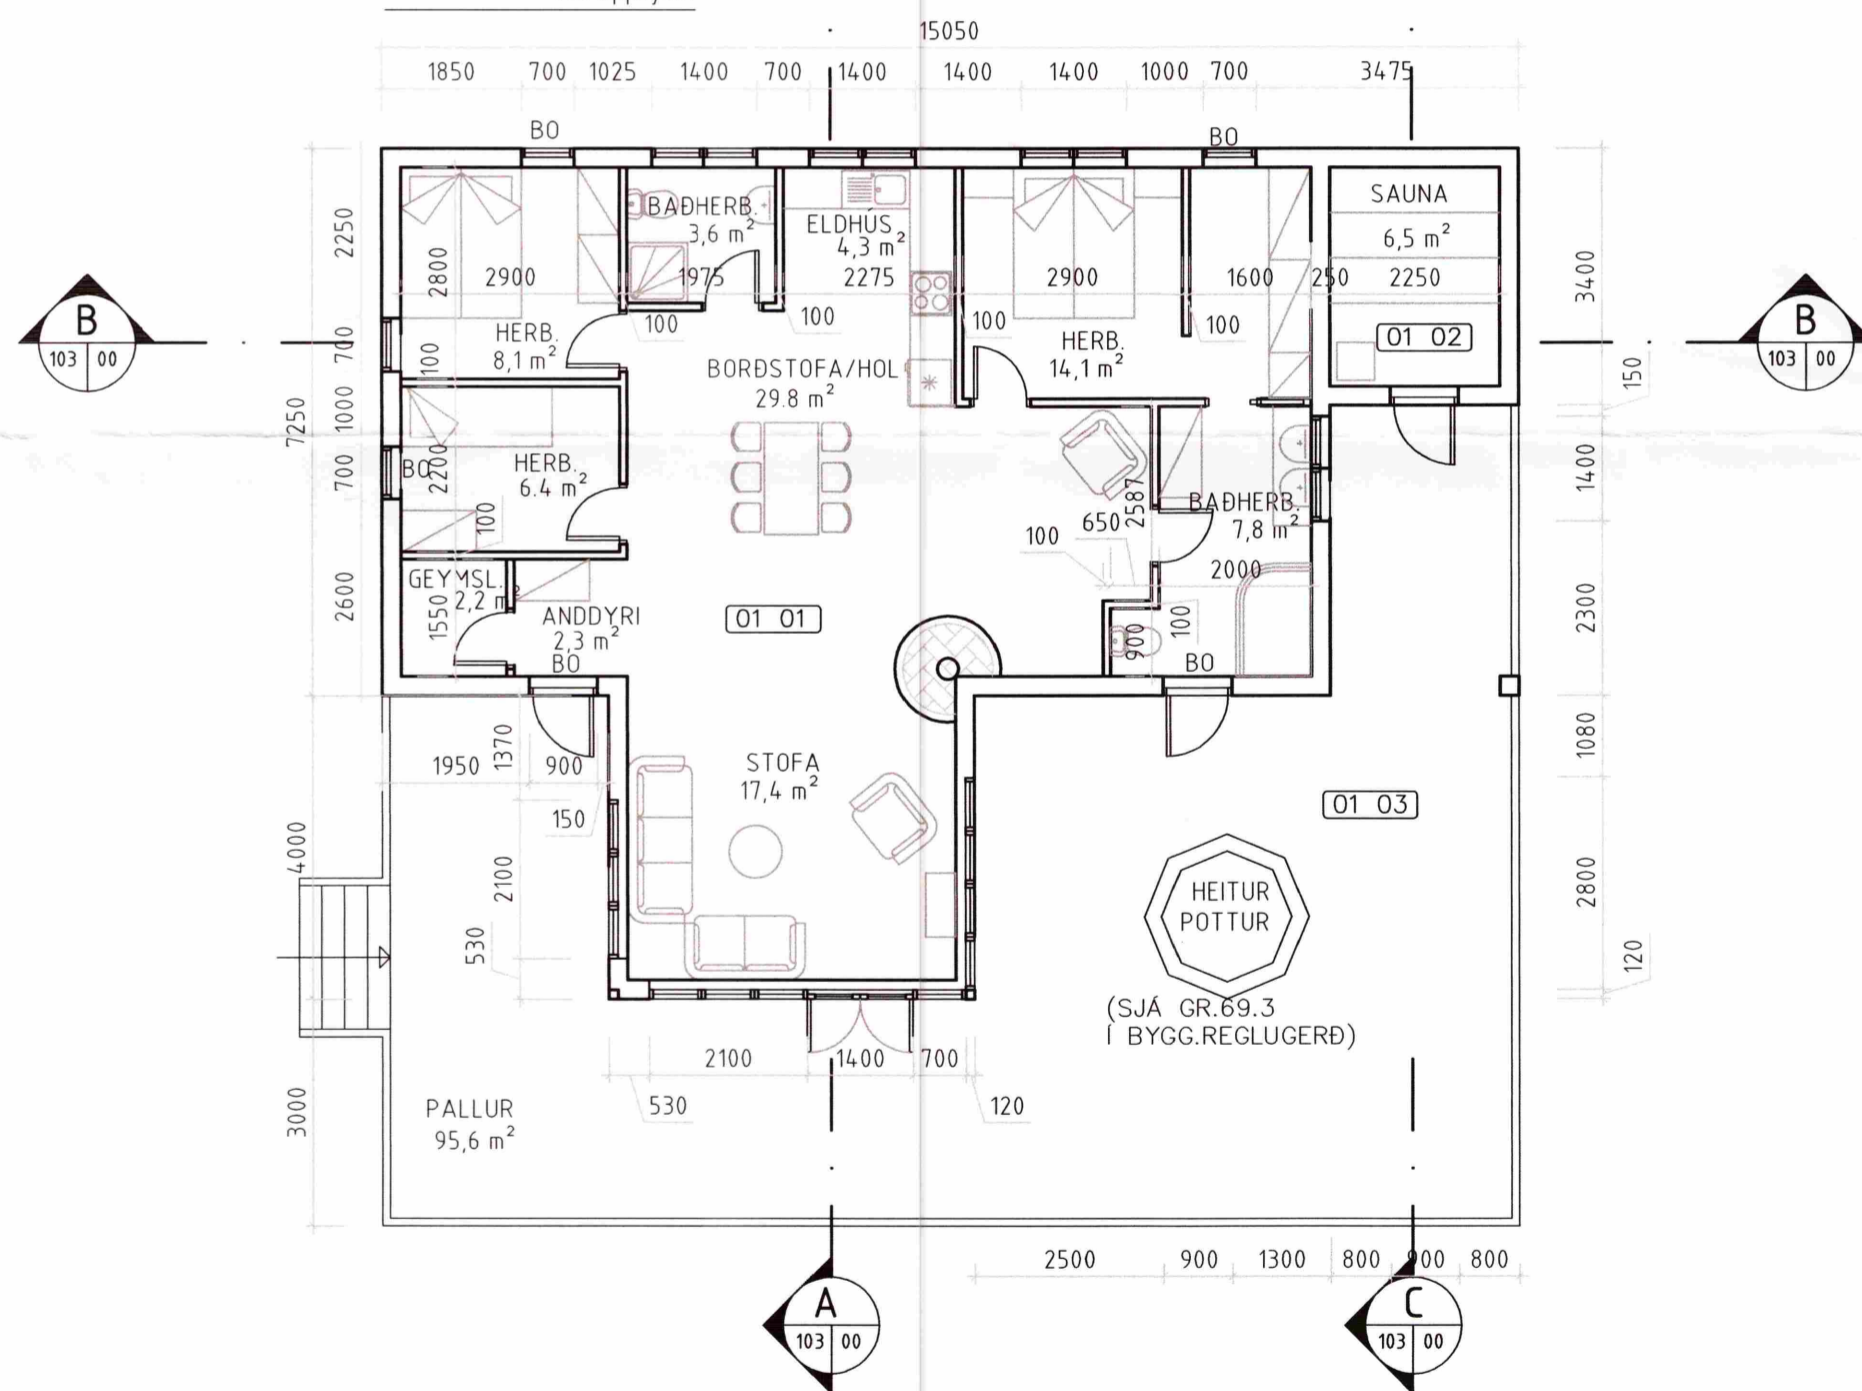 15050
1850 700 1025 1400 700 1400 1400 1400 1000 700 3475
BO
BO
SAUNA
6,5 m²
BAÐHERB.
3,6 m²
ELDHÚS
4,3 m²
2250
2800
2900
1975
2275
2900
1600
250
2250
3400
B
103 00
B
103 00
100
100
100
100
HERB.
8,1 m²
HERB.
14,1 m²
01 02
700
100
150
BORÐSTOFA/HOL
29.8 m²
7250
1000
700
BO
2200
HERB.
6.4 m²
100
1400
2587
650
100
BAÐHERB.
7,8 m²
2000
GEYMSL.
2,2 m²
1550
2600
ANDDYRI
2,3 m²
BO
01 01
900
100
BO
2300
1950
1370
900
150
STOFA
17,4 m²
01 03
1080
4000
2100
530
HEITUR
POTTUR
2800
120
(SJÁ GR.69.3
Í BYGG.REGLUGERÐ)
2100 1400 700
530
120
3000
PALLUR
95,6 m²
2500 900 1300 800 900 800
A
103 00
C
103 00